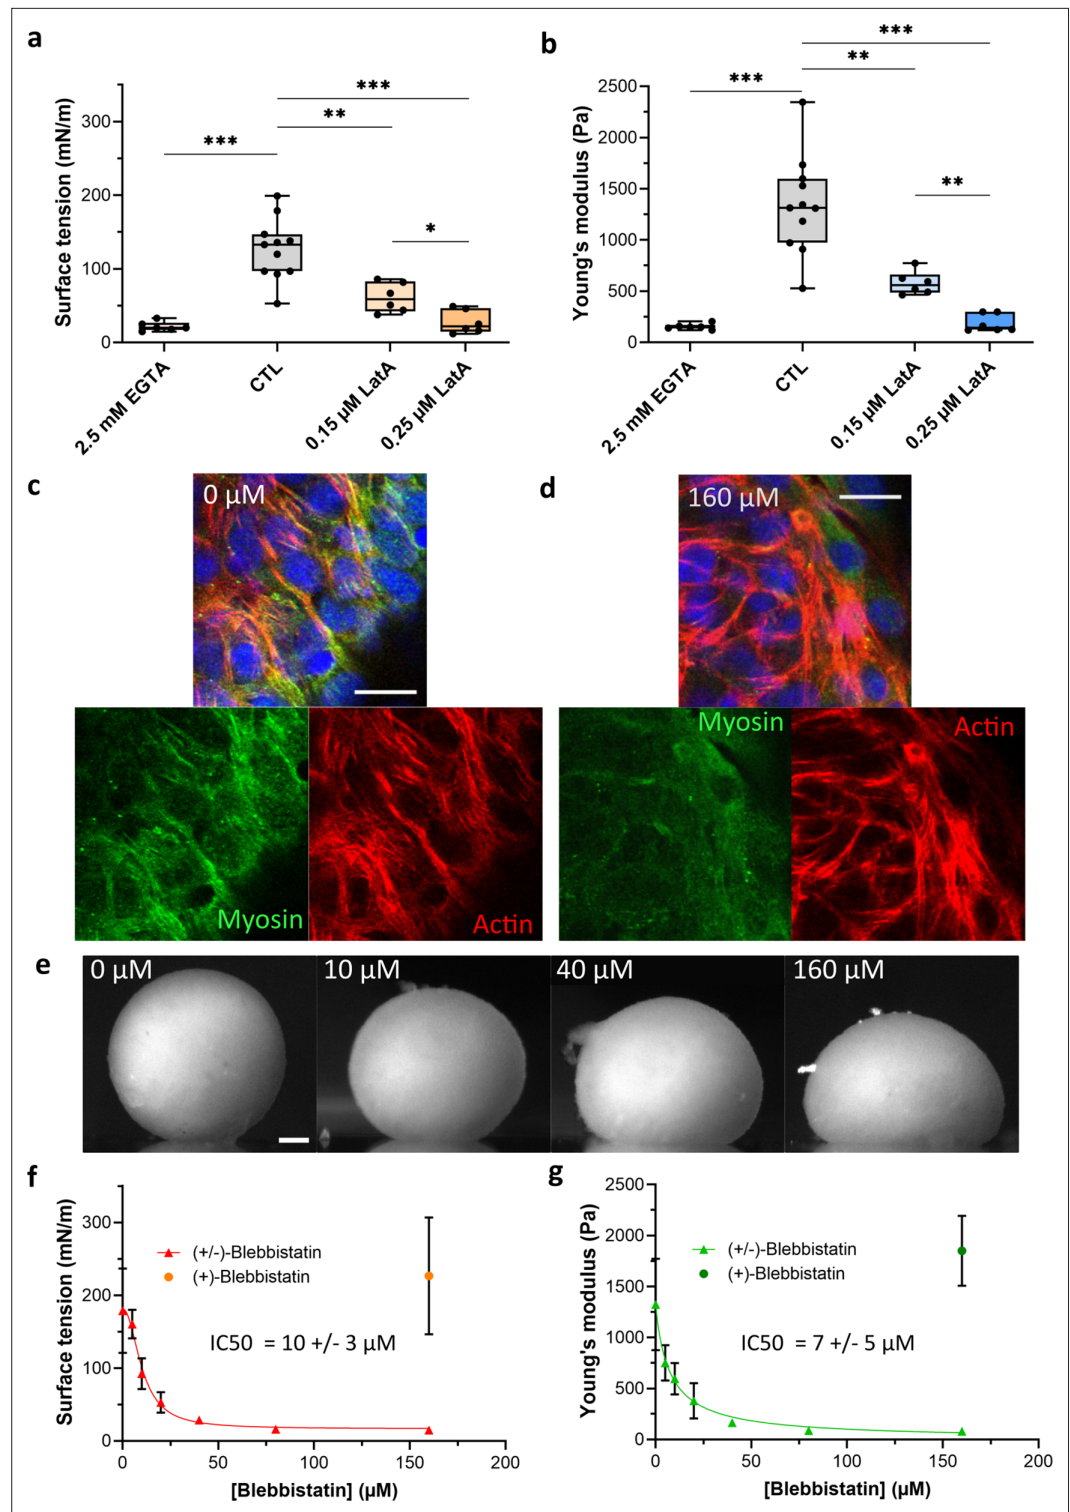 a
Surface tension (mN/m)
300
200
100
0
***
***
**
*
2.5 mM EGTA
CTL
0.15 µM LatA
0.25 µM LatA
b
Young's modulus (Pa)
2500
2000
1500
1000
500
0
***
***
**
**
2.5 mM EGTA
CTL
0.15 µM LatA
0.25 µM LatA
c
0 µM
Myosin
Actin
d
160 µM
Myosin
Actin
e
0 µM
10 µM
40 µM
160 µM
f
Surface tension (mN/m)
300
200
100
0
(+/-)-Blebbistatin
(+)-Blebbistatin
IC50 = 10 +/- 3 µM
0 50 100 150 200
[Blebbistatin] (µM)
g
Young's modulus (Pa)
2500
2000
1500
1000
500
0
(+/-)-Blebbistatin
(+)-Blebbistatin
IC50 = 7 +/- 5 µM
0 50 100 150 200
[Blebbistatin] (µM)